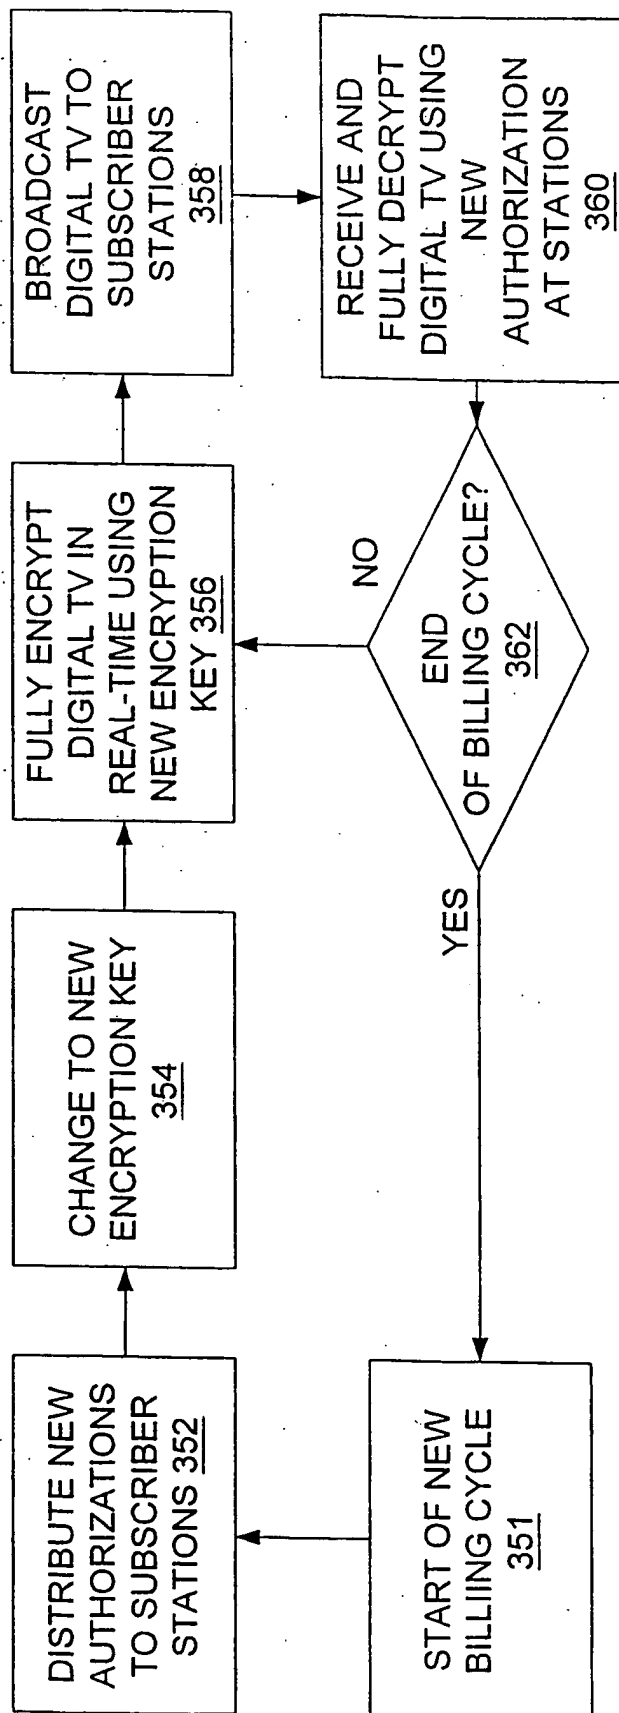 START OF NEW
BILLIING CYCLE
351
DISTRIBUTE NEW
AUTHORIZATIONS
TO SUBSCRIBER
STATIONS 352
CHANGE TO NEW
ENCRYPTION KEY
354
FULLY ENCRYPT
DIGITAL TV IN
REAL-TIME USING
NEW ENCRYPTION
KEY 356
BROADCAST
DIGITAL TV TO
SUBSCRIBER
STATIONS
358
RECEIVE AND
FULLY DECRYPT
DIGITAL TV USING
NEW
AUTHORIZATION
AT STATIONS
360
END
OF BILLING CYCLE?
362
NO
YES